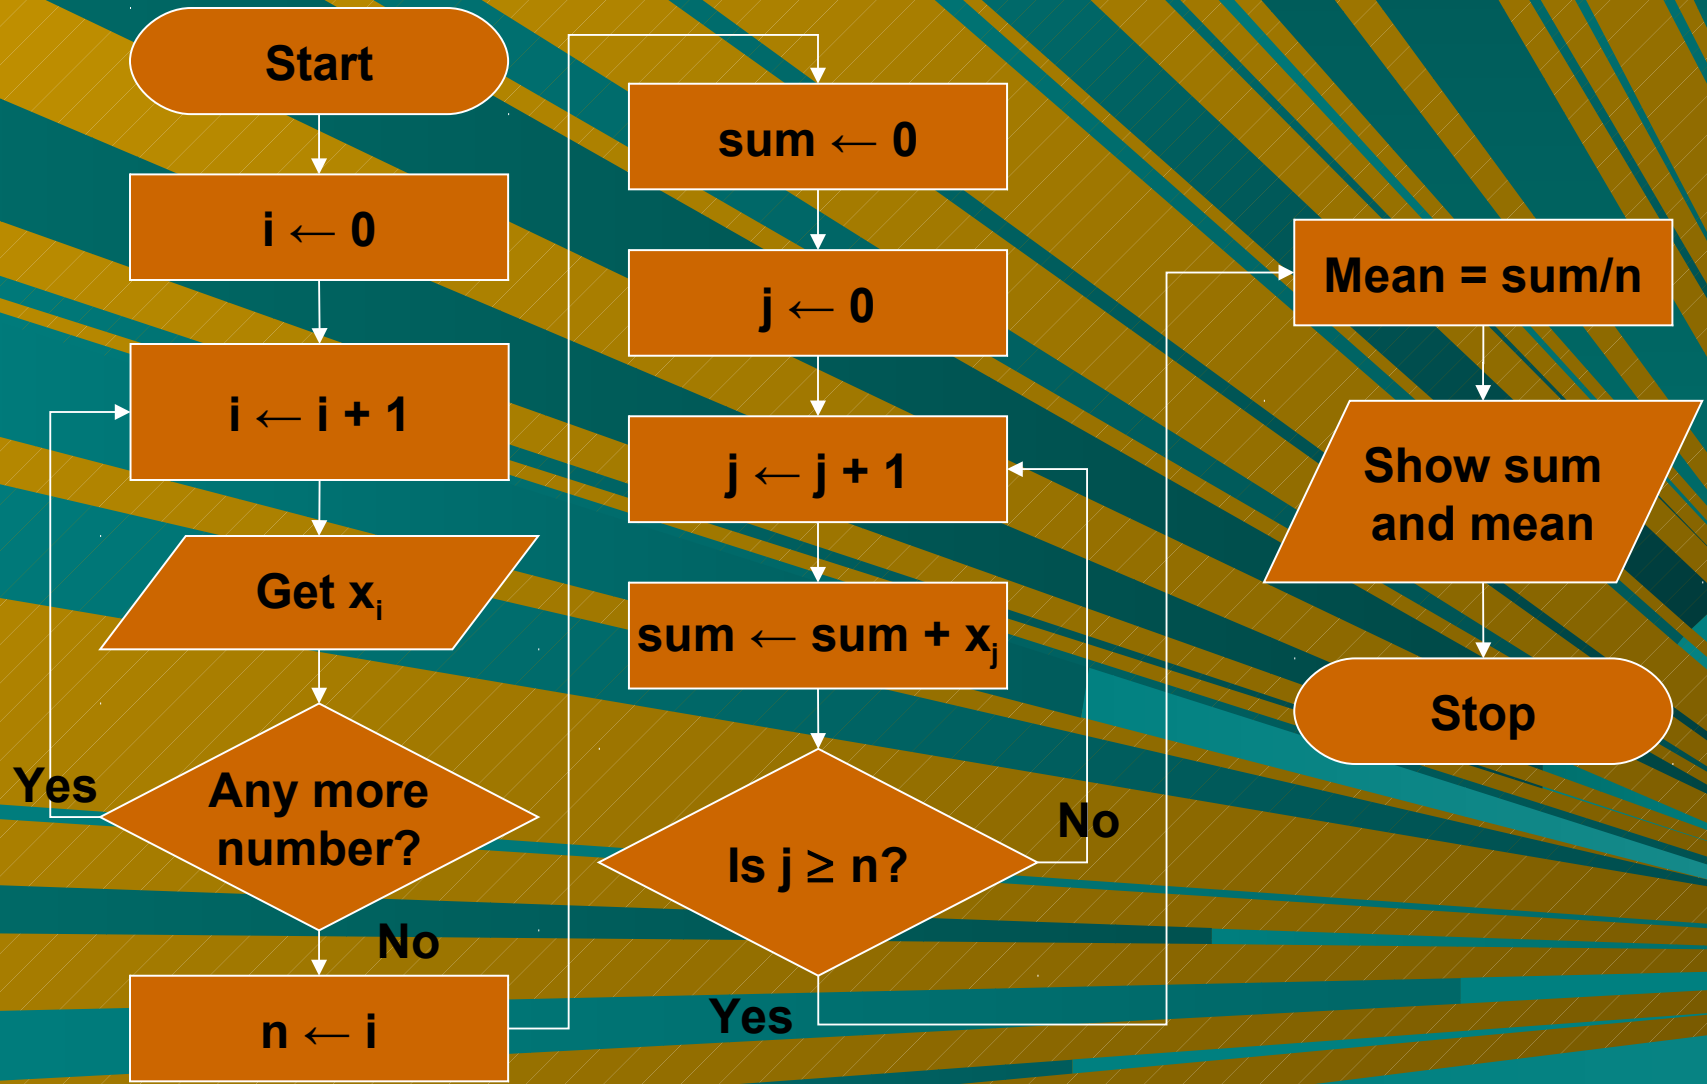 Start
i ← 0
i ← i + 1
Get xᵢ
Any more
number?
Yes
No
n ← i
sum ← 0
j ← 0
j ← j + 1
sum ← sum + xⱼ
Is j ≥ n?
No
Yes
Mean = sum/n
Show sum
and mean
Stop